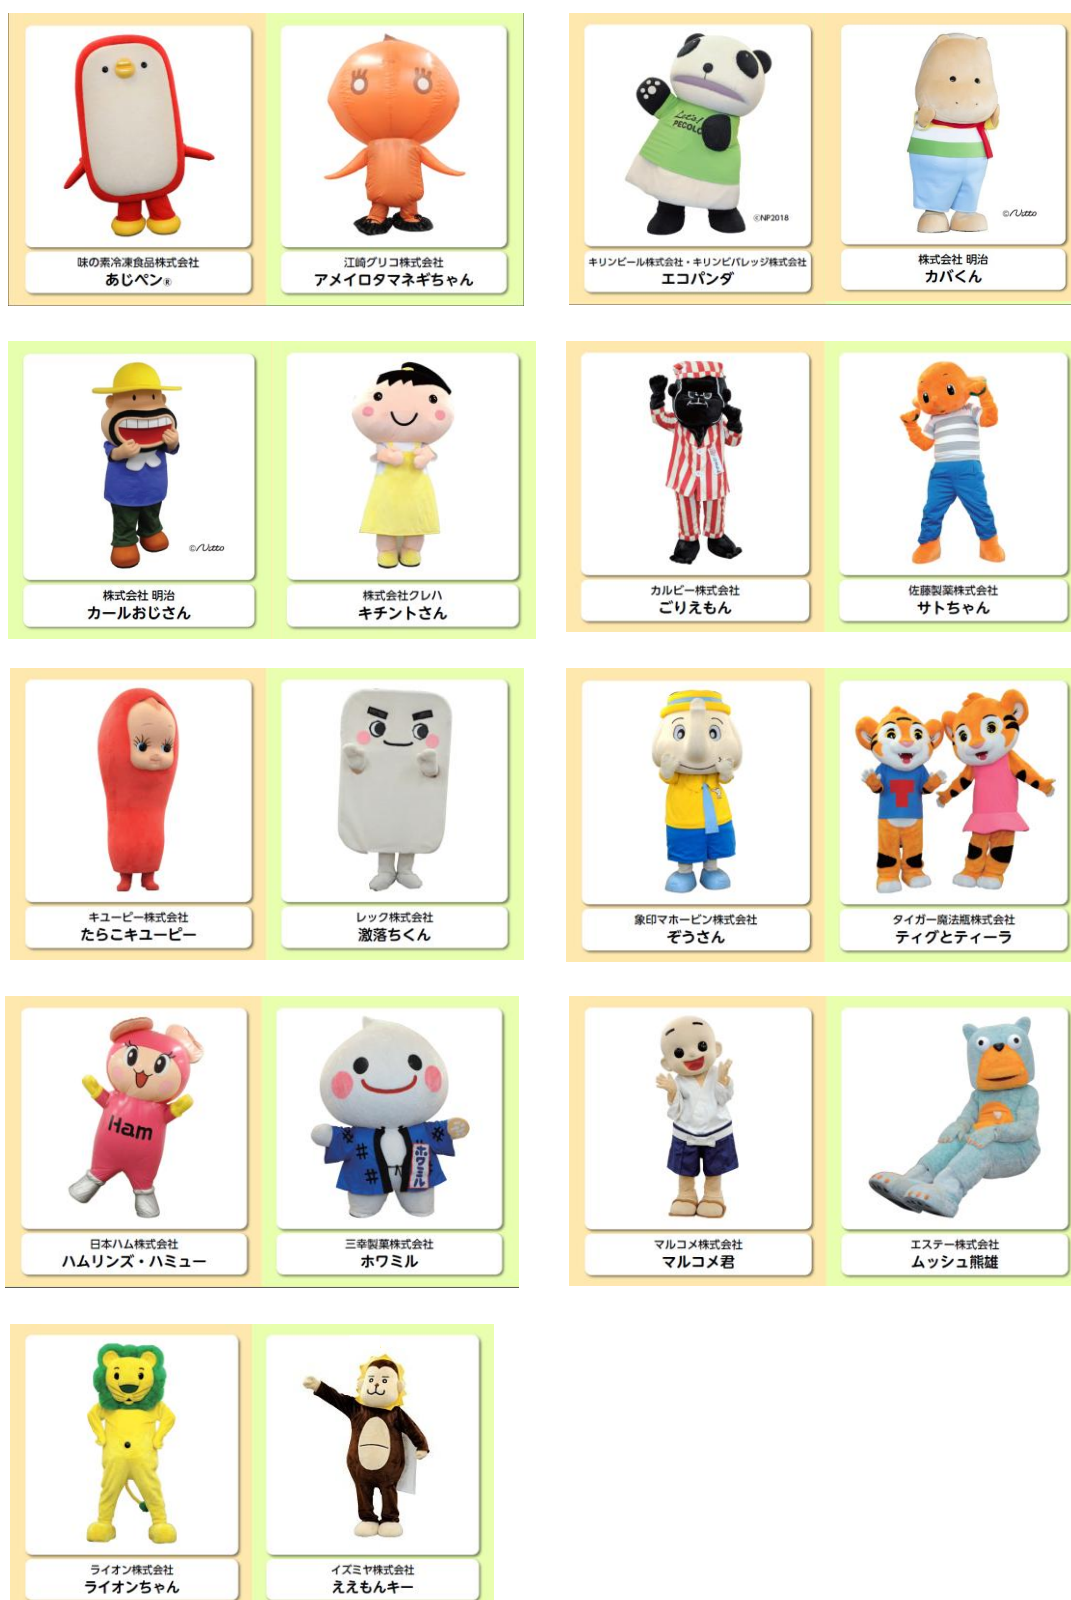 味の素冷凍食品株式会社
あじペン®
江崎グリコ株式会社
アメイロタマネギちゃん
Let's!
PECOLO
©NP2018
キリンビール株式会社・キリンビバレッジ株式会社
エコパンダ
©Nitto
株式会社 明治
カバくん
©Nitto
株式会社 明治
カールおじさん
株式会社クレハ
キチントさん
カルビー株式会社
ごりえもん
佐藤製薬株式会社
サトちゃん
キユーピー株式会社
たらこキユーピー
レック株式会社
激落ちくん
象印マホービン株式会社
ぞうさん
T
タイガー魔法瓶株式会社
ティグとティーラ
Ham
日本ハム株式会社
ハムリンズ・ハミュー
ホワミル
三幸製菓株式会社
ホワミル
マルコメ株式会社
マルコメ君
エステー株式会社
ムッシュ熊雄
ライオン株式会社
ライオンちゃん
イズミヤ株式会社
ええもんキー